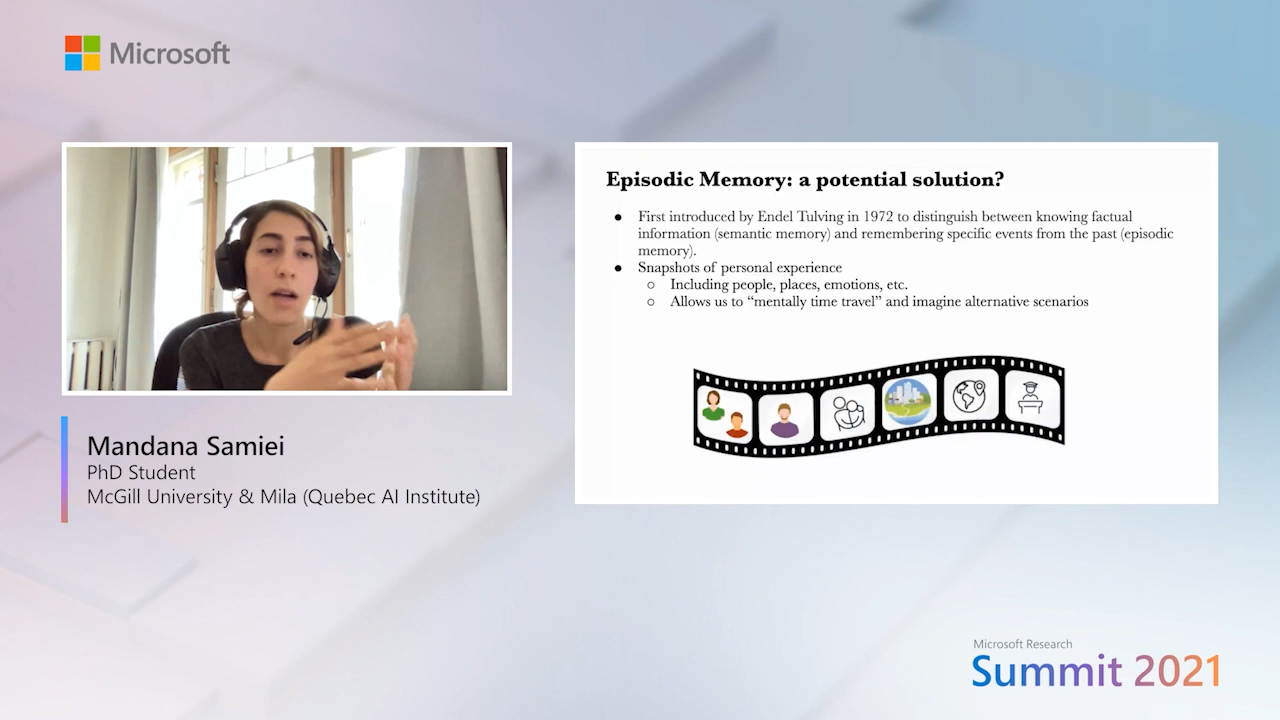 Microsoft
Episodic Memory: a potential solution?
● First introduced by Endel Tulving in 1972 to distinguish between knowing factual
information (semantic memory) and remembering specific events from the past (episodic
memory).
● Snapshots of personal experience
○ Including people, places, emotions, etc.
○ Allows us to “mentally time travel” and imagine alternative scenarios
Mandana Samiei
PhD Student
McGill University & Mila (Quebec AI Institute)
Microsoft Research
Summit 2021